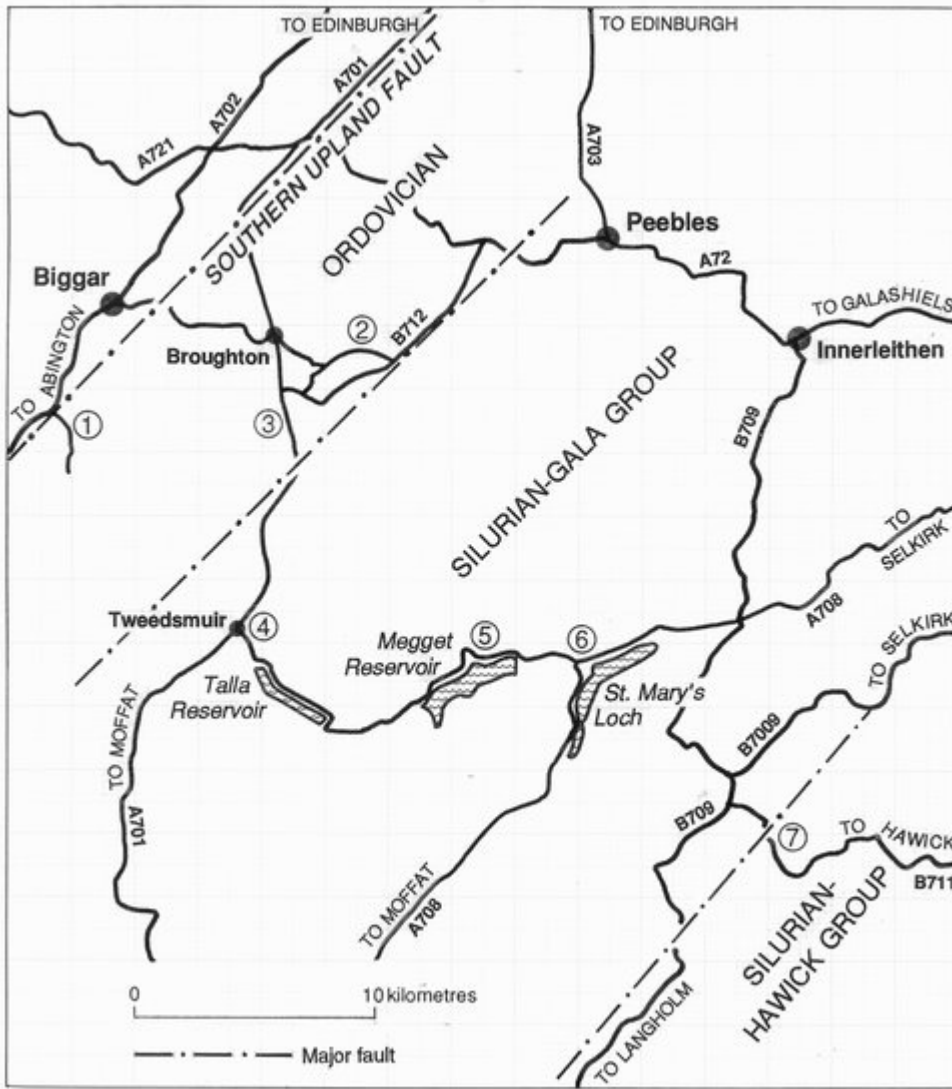 TO EDINBURGH
TO EDINBURGH
A701
A702
A721
SOUTHERN UPLAND FAULT
ORDOVICIAN
A703
Peebles
A72
Biggar
TO GALASHIELS
TO ABINGTON
②
B712
Broughton
Innerleithen
①
③
B709
SILURIAN-GALA GROUP
TO SELKIRK
A708
Tweedsmuir
④
Megget
Reservoir
⑤
⑥
TO SELKIRK
Talla
Reservoir
St. Mary's
Loch
TO MOFFAT
A701
B7009
B709
⑦
TO HAWICK
B711
TO MOFFAT
A708
SILURIAN-
HAWICK GROUP
0 10 kilometres
TO LANGHOLM
Major fault